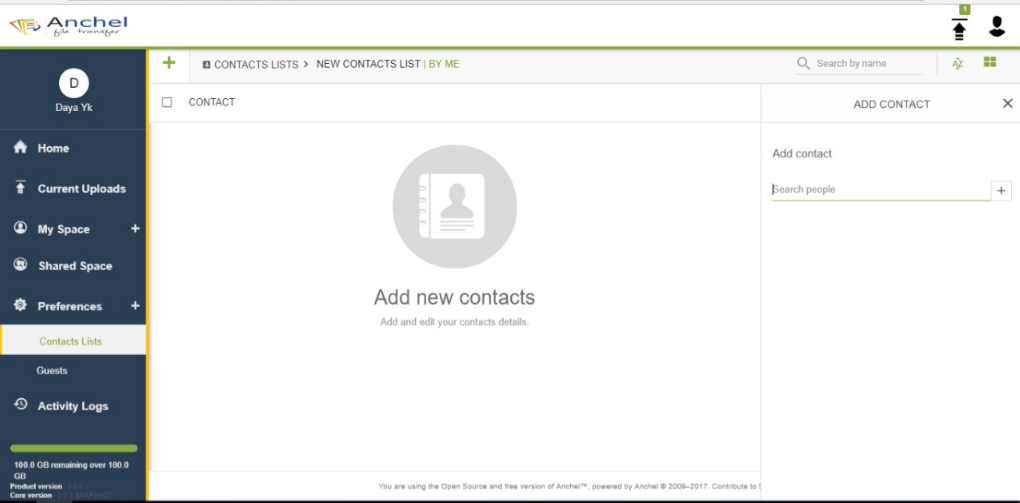 Anchel
file transfer
1
CONTACTS LISTS > NEW CONTACTS LIST | BY ME
Search by name
AZ
D
Daya Yk
Home
Current Uploads
My Space +
Shared Space
Preferences +
Contacts Lists
Guests
Activity Logs
100.0 GB remaining over 100.0
GB
Product version
Core version
CONTACT
Add new contacts
Add and edit your contacts details.
You are using the Open Source and free version of Anchel™, powered by Anchel © 2009–2017. Contribute to
ADD CONTACT
Add contact
Search people